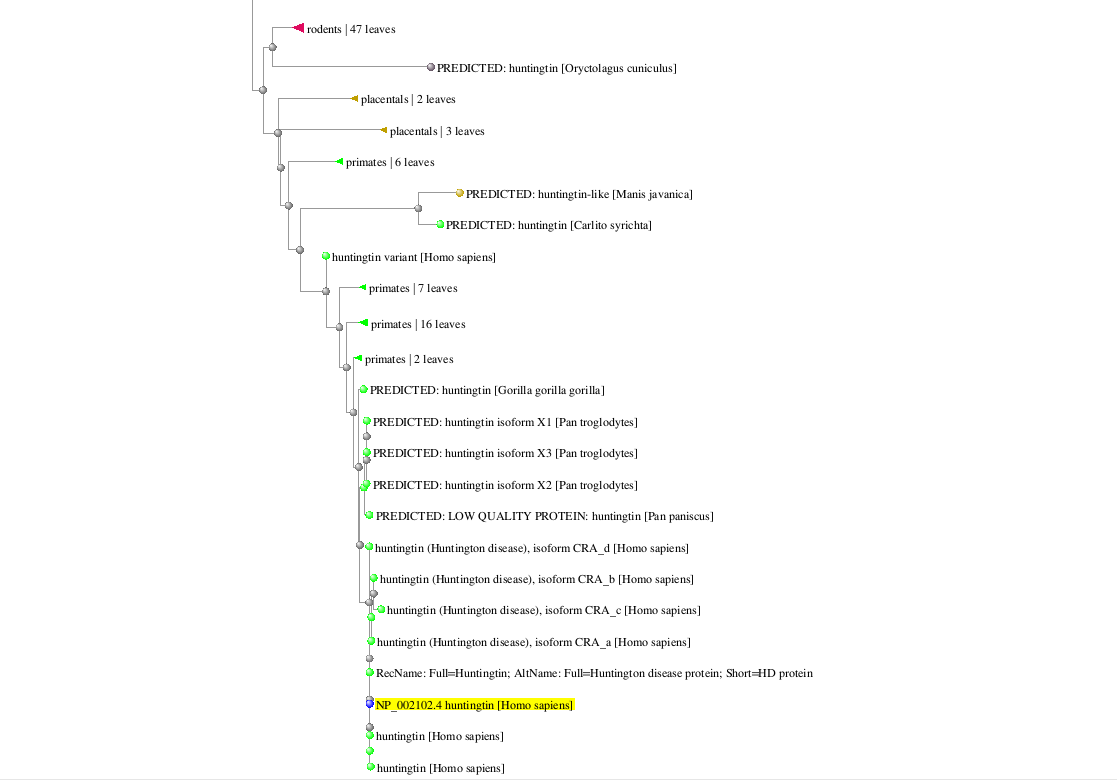 rodents | 47 leaves
PREDICTED: huntingtin [Oryctolagus cuniculus]
placentals | 2 leaves
placentals | 3 leaves
primates | 6 leaves
PREDICTED: huntingtin-like [Manis javanica]
PREDICTED: huntingtin [Carlito syrichta]
huntingtin variant [Homo sapiens]
primates | 7 leaves
primates | 16 leaves
primates | 2 leaves
PREDICTED: huntingtin [Gorilla gorilla gorilla]
PREDICTED: huntingtin isoform X1 [Pan troglodytes]
PREDICTED: huntingtin isoform X3 [Pan troglodytes]
PREDICTED: huntingtin isoform X2 [Pan troglodytes]
PREDICTED: LOW QUALITY PROTEIN: huntingtin [Pan paniscus]
huntingtin (Huntington disease), isoform CRA_d [Homo sapiens]
huntingtin (Huntington disease), isoform CRA_b [Homo sapiens]
huntingtin (Huntington disease), isoform CRA_c [Homo sapiens]
huntingtin (Huntington disease), isoform CRA_a [Homo sapiens]
RecName: Full=Huntingtin; AltName: Full=Huntington disease protein; Short=HD protein
NP_002102.4 huntingtin [Homo sapiens]
huntingtin [Homo sapiens]
huntingtin [Homo sapiens]